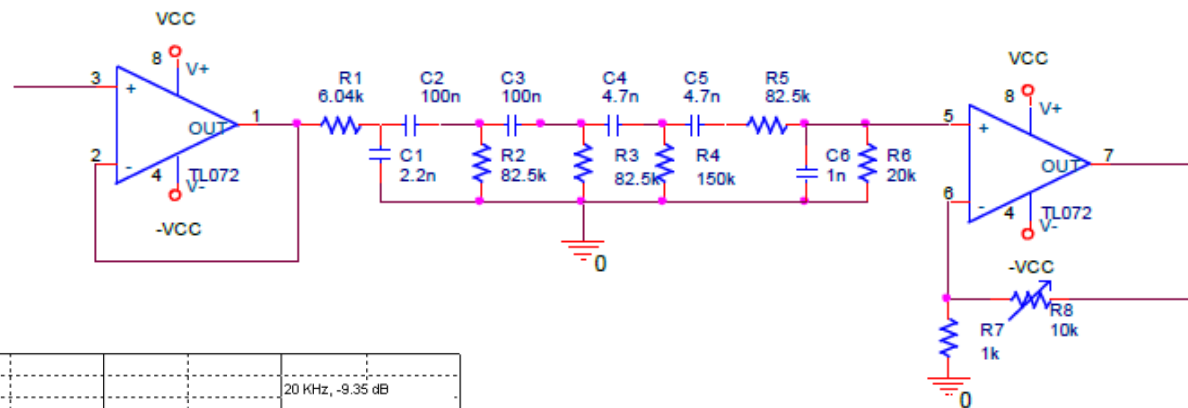 VCC
8
V+
3
+
OUT
1
2
-
TL072
4
V-
-VCC
R1
6.04k
C1
2.2n
C2
100n
R2
82.5k
C3
100n
R3
82.5k
C4
4.7n
R4
150k
C5
4.7n
R5
82.5k
C6
1n
R6
20k
0
VCC
8
V+
5
+
OUT
7
6
-
TL072
4
V-
-VCC
R8
10k
R7
1k
0
20 KHz, -9.35 dB